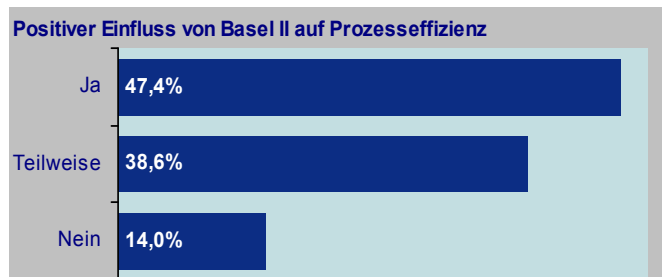 Positiver Einfluss von Basel II auf Prozesseffizienz
Ja 47,4%
Teilweise 38,6%
Nein 14,0%